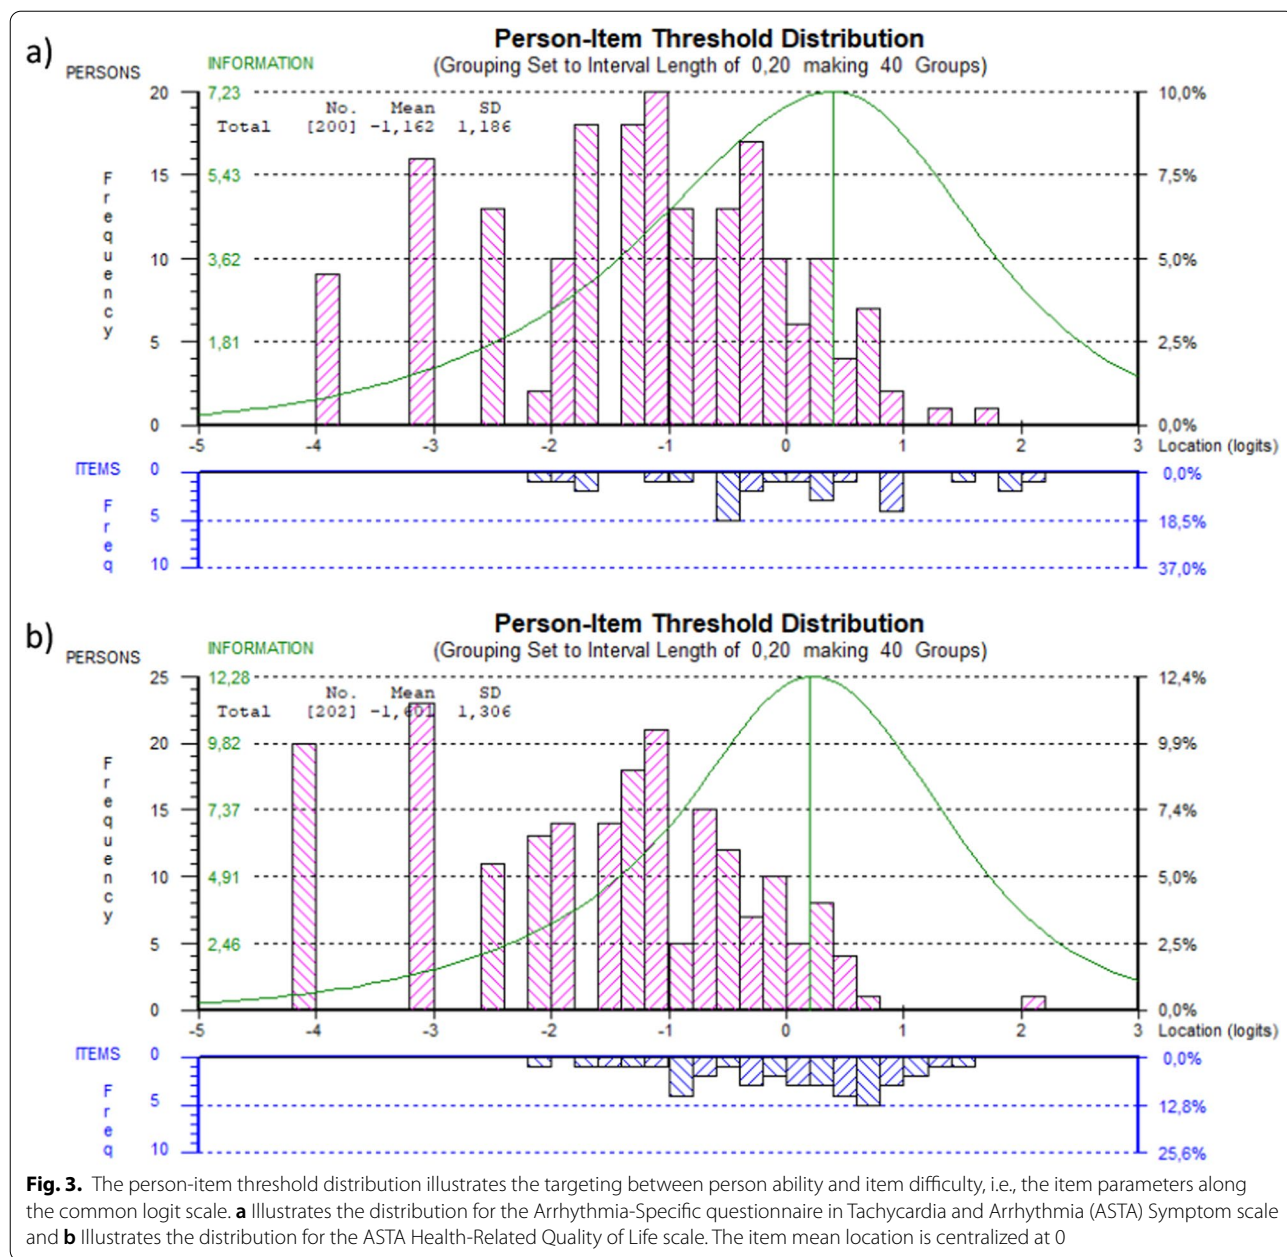 a)
Person-Item Threshold Distribution
(Grouping Set to Interval Length of 0,20 making 40 Groups)
PERSONS
INFORMATION
No. Mean SD
Total [200] -1,162 1,186
Frequency
20 7,23 10,0%
15 5,43 7,5%
10 3,62 5,0%
5 1,81 2,5%
0 0,0%
-5 -4 -3 -2 -1 0 1 2 3 Location (logits)
ITEMS 0 0,0%
Freq
5 18,5%
10 37,0%
b)
Person-Item Threshold Distribution
(Grouping Set to Interval Length of 0,20 making 40 Groups)
PERSONS
INFORMATION
No. Mean SD
Total [202] -1,601 1,306
Frequency
25 12,28 12,4%
20 9,82 9,9%
15 7,37 7,4%
10 4,91 5,0%
5 2,46 2,5%
0 0,0%
-5 -4 -3 -2 -1 0 1 2 3 Location (logits)
ITEMS 0 0,0%
Freq
5 12,8%
10 25,6%
Fig. 3. The person-item threshold distribution illustrates the targeting between person ability and item difficulty, i.e., the item parameters along
the common logit scale. a Illustrates the distribution for the Arrhythmia-Specific questionnaire in Tachycardia and Arrhythmia (ASTA) Symptom scale
and b Illustrates the distribution for the ASTA Health-Related Quality of Life scale. The item mean location is centralized at 0